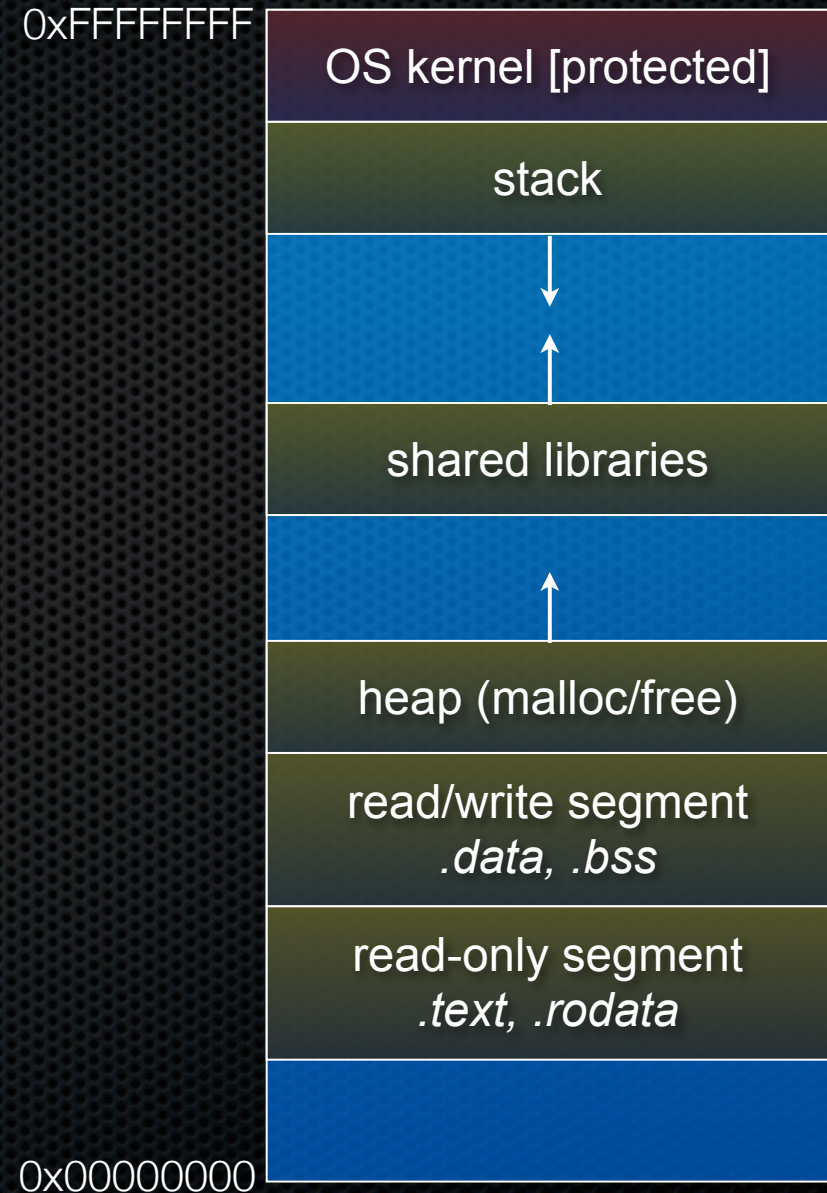 0xFFFFFFFF
OS kernel [protected]
stack
shared libraries
heap (malloc/free)
read/write segment
.data, .bss
read-only segment
.text, .rodata
0x00000000